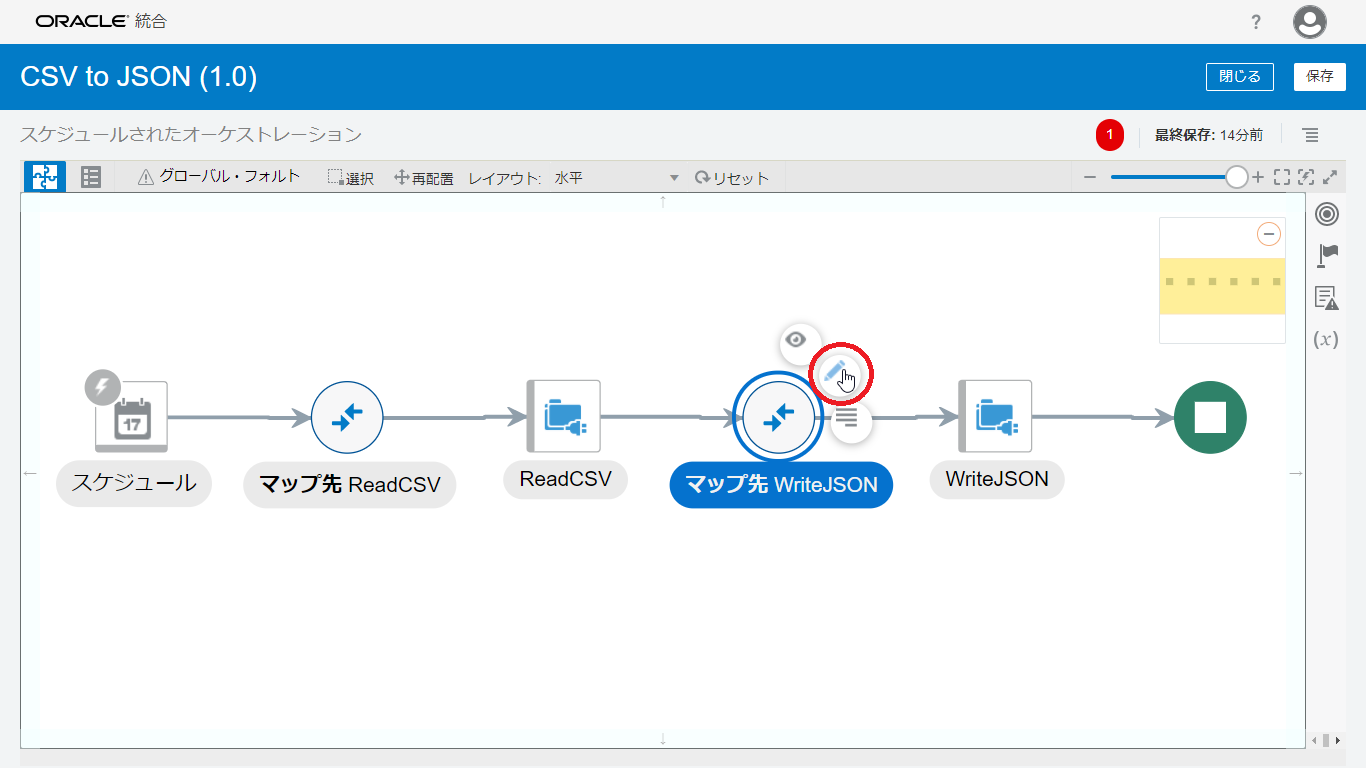 ORACLE 統合
?
CSV to JSON (1.0)
閉じる
保存
スケジュールされたオーケストレーション
1
最終保存: 14分前
グローバル・フォルト
選択
再配置
レイアウト: 水平
リセット
17
スケジュール
マップ先 ReadCSV
ReadCSV
マップ先 WriteJSON
WriteJSON
(x)